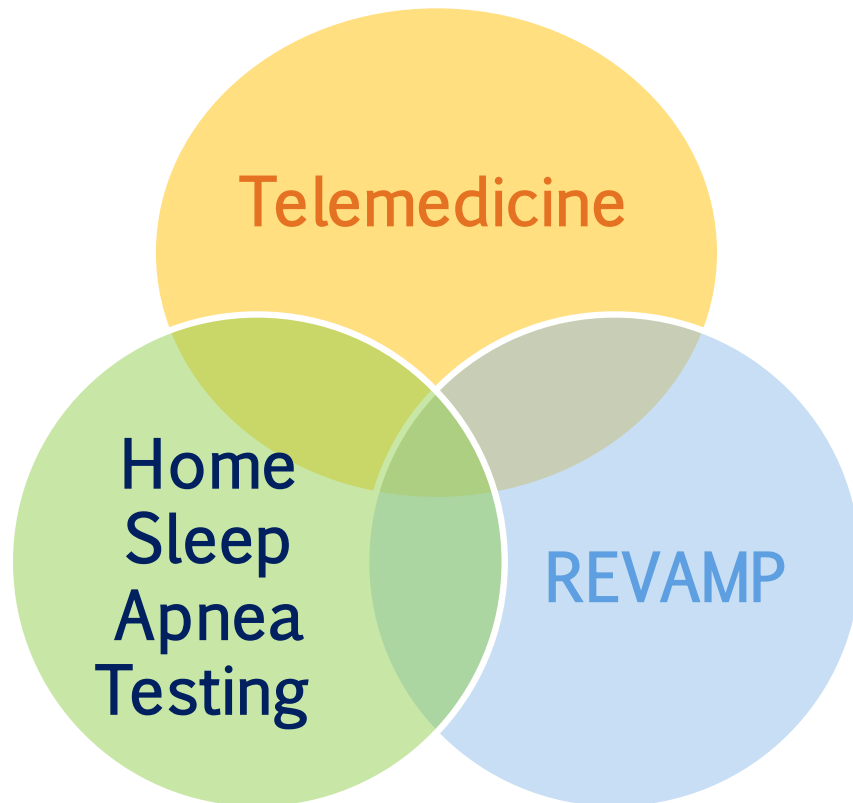 Telemedicine
Home
Sleep
Apnea
Testing
REVAMP